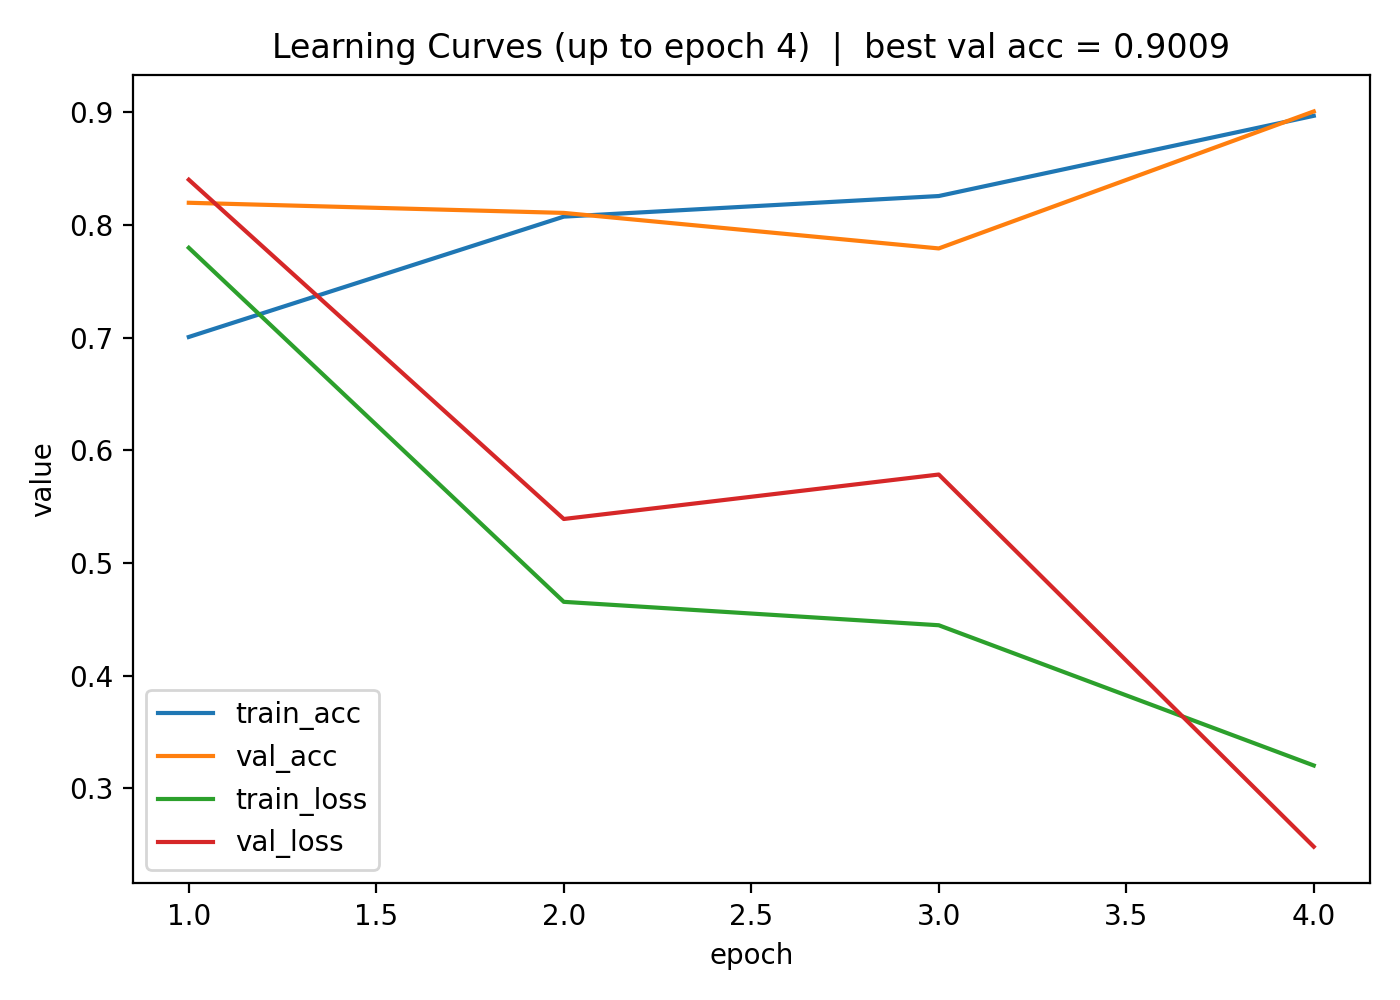 Learning Curves (up to epoch 4) | best val acc = 0.9009
0.9
0.8
0.7
0.6
0.5
0.4
0.3
value
train_acc
val_acc
train_loss
val_loss
1.0 1.5 2.0 2.5 3.0 3.5 4.0
epoch